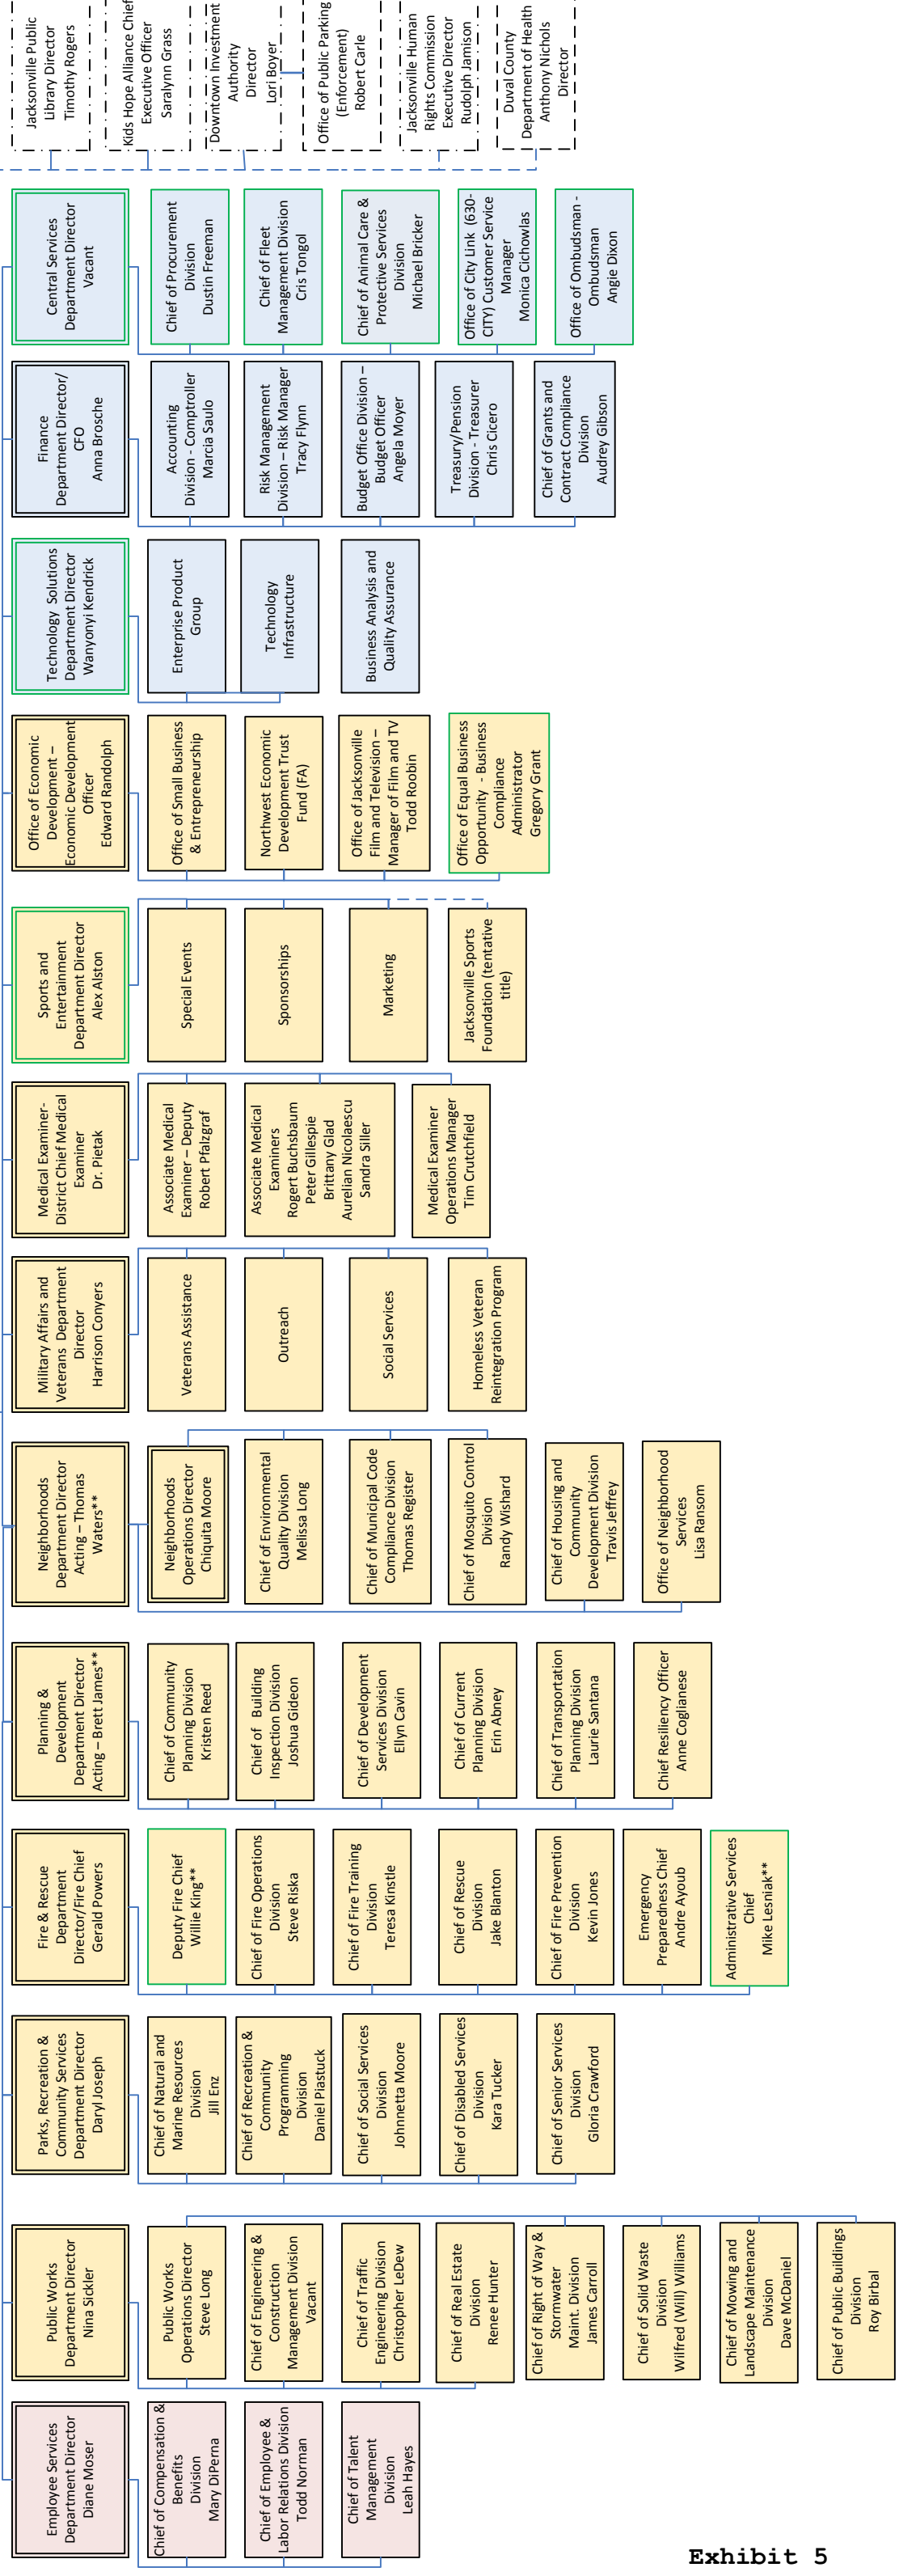 Jacksonville Public
Library Director
Timothy Rogers
Kids Hope Alliance Chief
Executive Officer
Saralynn Grass
Downtown Investment
Authority
Director
Lori Boyer
Office of Public Parking
(Enforcement)
Robert Carle
Jacksonville Human
Rights Commission
Executive Director
Rudolph Jamison
Duval County
Department of Health
Anthony Nichols
Director
Central Services
Department Director
Vacant
Chief of Procurement
Division
Dustin Freeman
Chief of Fleet
Management Division
Cris Tongol
Chief of Animal Care &
Protective Services
Division
Michael Bricker
Office of City Link (630-
CITY) Customer Service
Manager
Monica Cichowlas
Office of Ombudsman -
Ombudsman
Angie Dixon
Finance
Department Director/
CFO
Anna Brosche
Accounting
Division - Comptroller
Marcia Saulo
Risk Management
Division – Risk Manager
Tracy Flynn
Budget Office Division –
Budget Officer
Angela Moyer
Treasury/Pension
Division - Treasurer
Chris Cicero
Chief of Grants and
Contract Compliance
Division
Audrey Gibson
Technology Solutions
Department Director
Wanyonyi Kendrick
Enterprise Product
Group
Technology
Infrastructure
Business Analysis and
Quality Assurance
Office of Economic
Development –
Economic Development
Officer
Edward Randolph
Office of Small Business
& Entrepreneurship
Northwest Economic
Development Trust
Fund (FA)
Office of Jacksonville
Film and Television –
Manager of Film and TV
Todd Roobin
Office of Equal Business
Opportunity - Business
Compliance
Administrator
Gregory Grant
Sports and
Entertainment
Department Director
Alex Alston
Special Events
Sponsorships
Marketing
Jacksonville Sports
Foundation (tentative
title)
Medical Examiner-
District Chief Medical
Examiner
Dr. Pietak
Associate Medical
Examiner – Deputy
Robert Pfalzgraf
Associate Medical
Examiners
Rogert Buchsbaum
Peter Gillespie
Brittany Glad
Aurelian Nicolaescu
Sandra Siller
Medical Examiner
Operations Manager
Tim Crutchfield
Military Affairs and
Veterans Department
Director
Harrison Conyers
Veterans Assistance
Outreach
Social Services
Homeless Veteran
Reintegration Program
Neighborhoods
Department Director
Acting – Thomas
Waters**
Neighborhoods
Operations Director
Chiquita Moore
Chief of Environmental
Quality Division
Melissa Long
Chief of Municipal Code
Compliance Division
Thomas Register
Chief of Mosquito Control
Division
Randy Wishard
Chief of Housing and
Community
Development Division
Travis Jeffrey
Office of Neighborhood
Services
Lisa Ransom
Planning &
Development
Department Director
Acting – Brett James**
Chief of Community
Planning Division
Kristen Reed
Chief of Building
Inspection Division
Joshua Gideon
Chief of Development
Services Division
Ellyn Cavin
Chief of Current
Planning Division
Erin Abney
Chief of Transportation
Planning Division
Laurie Santana
Chief Resiliency Officer
Anne Coglianese
Fire & Rescue
Department
Director/Fire Chief
Gerald Powers
Deputy Fire Chief
Willie King**
Chief of Fire Operations
Division
Steve Riska
Chief of Fire Training
Division
Teresa Kinstle
Chief of Rescue
Division
Jake Blanton
Chief of Fire Prevention
Division
Kevin Jones
Emergency
Preparedness Chief
Andre Ayoub
Administrative Services
Chief
Mike Lesniak**
Parks, Recreation &
Community Services
Department Director
Daryl Joseph
Chief of Natural and
Marine Resources
Division
Jill Enz
Chief of Recreation &
Community
Programming
Division
Daniel Piastuck
Chief of Social Services
Division
Johnnetta Moore
Chief of Disabled Services
Division
Kara Tucker
Chief of Senior Services
Division
Gloria Crawford
Public Works
Department Director
Nina Sickler
Public Works
Operations Director
Steve Long
Chief of Engineering &
Construction
Management Division
Vacant
Chief of Traffic
Engineering Division
Christopher LeDew
Chief of Real Estate
Division
Renee Hunter
Chief of Right of Way &
Stormwater
Maint. Division
James Carroll
Chief of Solid Waste
Division
Wilfred (Will) Williams
Chief of Mowing and
Landscape Maintenance
Division
Dave McDaniel
Chief of Public Buildings
Division
Roy Birbal
Employee Services
Department Director
Diane Moser
Chief of Compensation &
Benefits
Division
Mary DiPerna
Chief of Employee &
Labor Relations Division
Todd Norman
Chief of Talent
Management
Division
Leah Hayes
Exhibit 5